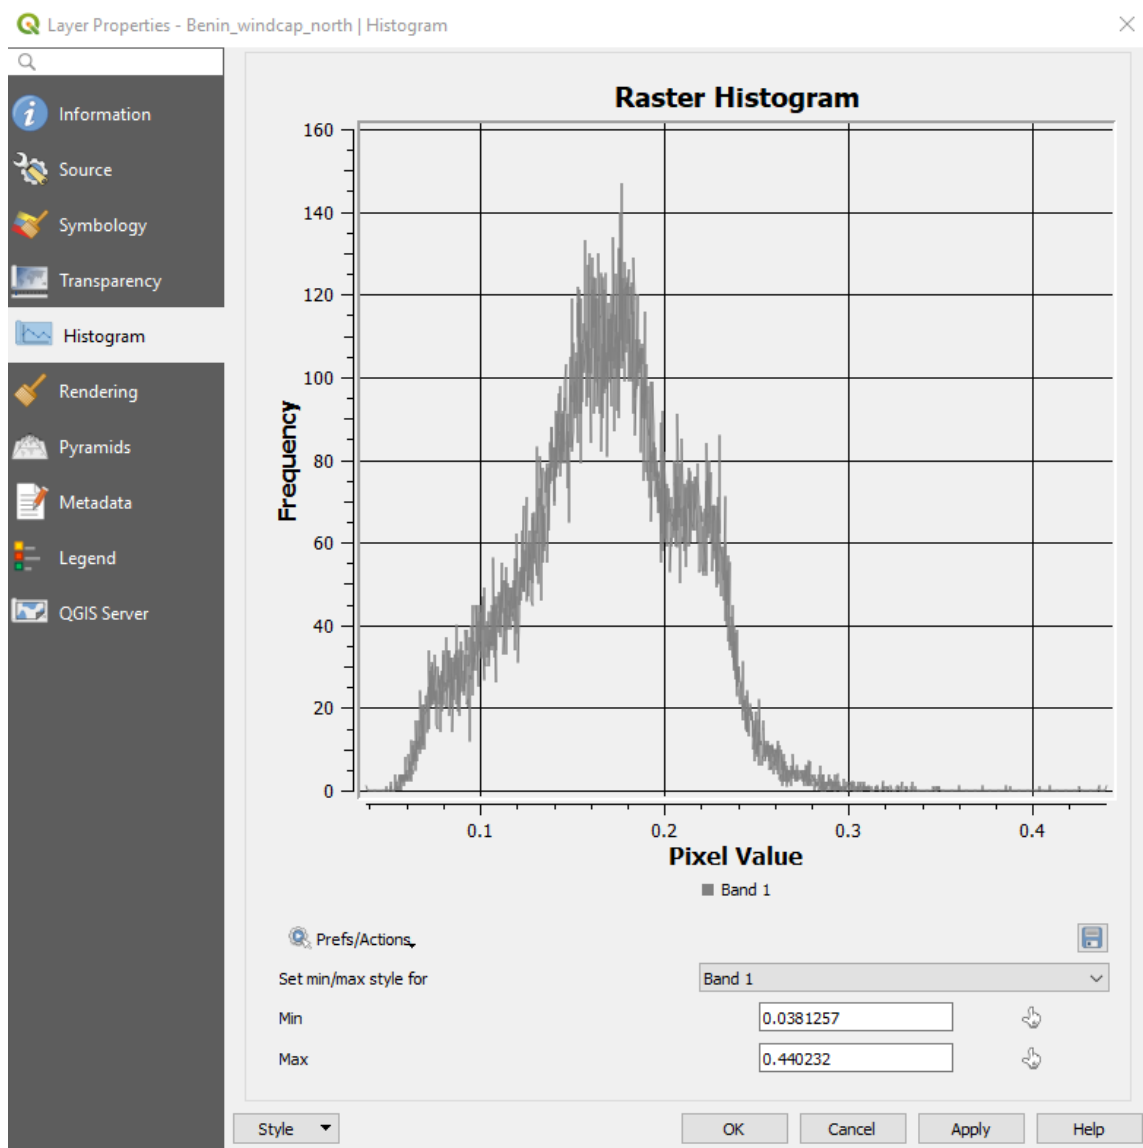 Layer Properties - Benin_windcap_north | Histogram
Information
Source
Symbology
Transparency
Histogram
Rendering
Pyramids
Metadata
Legend
QGIS Server
Raster Histogram
160
140
120
100
80
60
40
20
0
Frequency
0.1 0.2 0.3 0.4
Pixel Value
Band 1
Prefs/Actions
Set min/max style for Band 1
Min 0.0381257
Max 0.440232
Style OK Cancel Apply Help